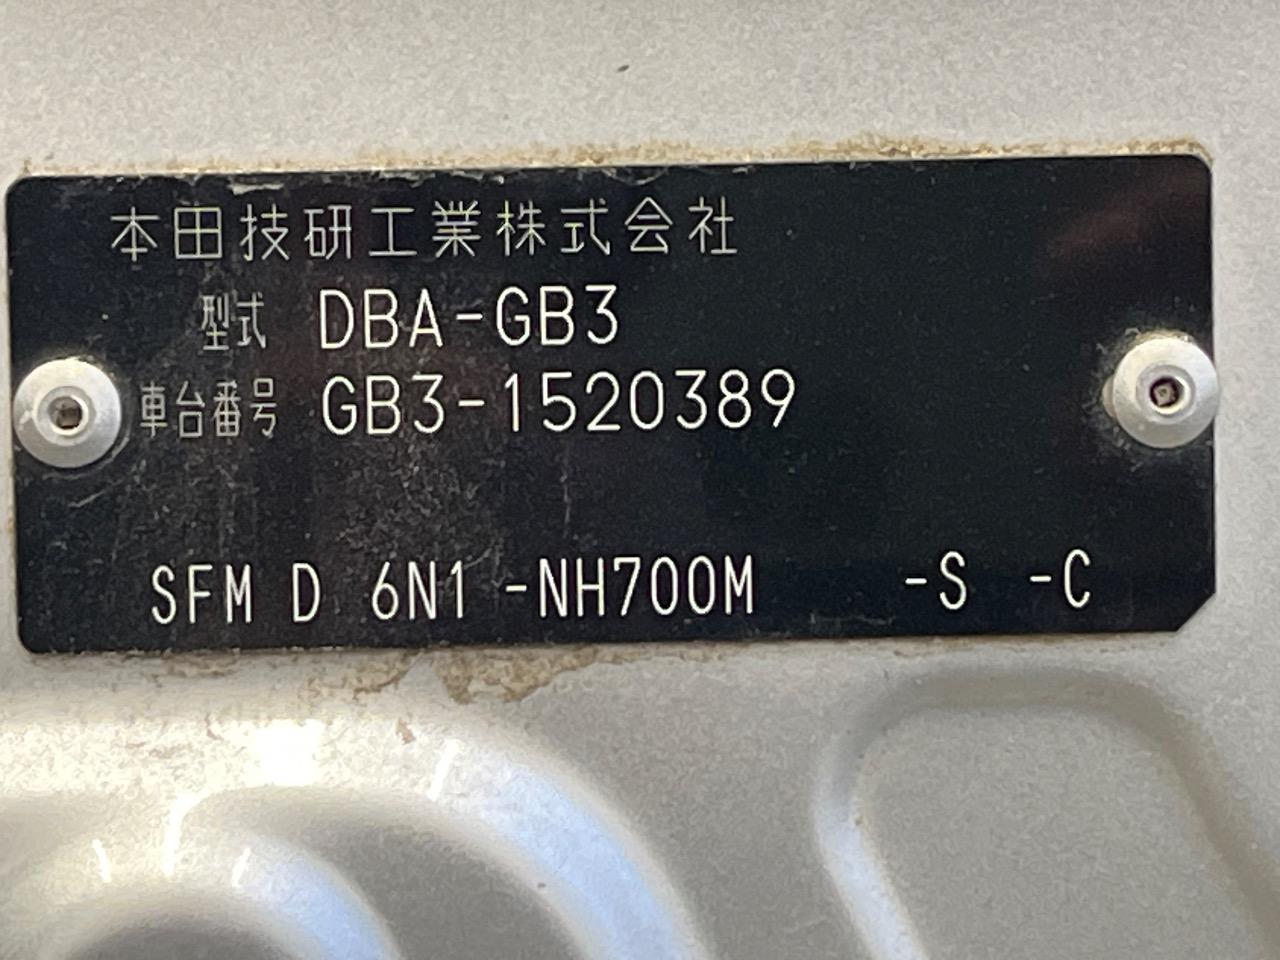 本田技研工業株式会社
型式 DBA-GB3
車台番号 GB3-1520389
SFM D 6N1 -NH700M -S -C